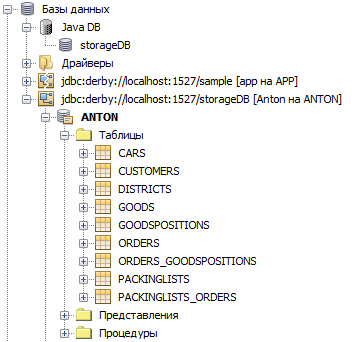 Базы данных
Java DB
storageDB
Драйверы
jdbc:derby://localhost:1527/sample [app на APP]
jdbc:derby://localhost:1527/storageDB [Anton на ANTON]
ANTON
Таблицы
CARS
CUSTOMERS
DISTRICTS
GOODS
GOODSPOSITIONS
ORDERS
ORDERS_GOODSPOSITIONS
PACKINGLISTS
PACKINGLISTS_ORDERS
Представления
Процедуры